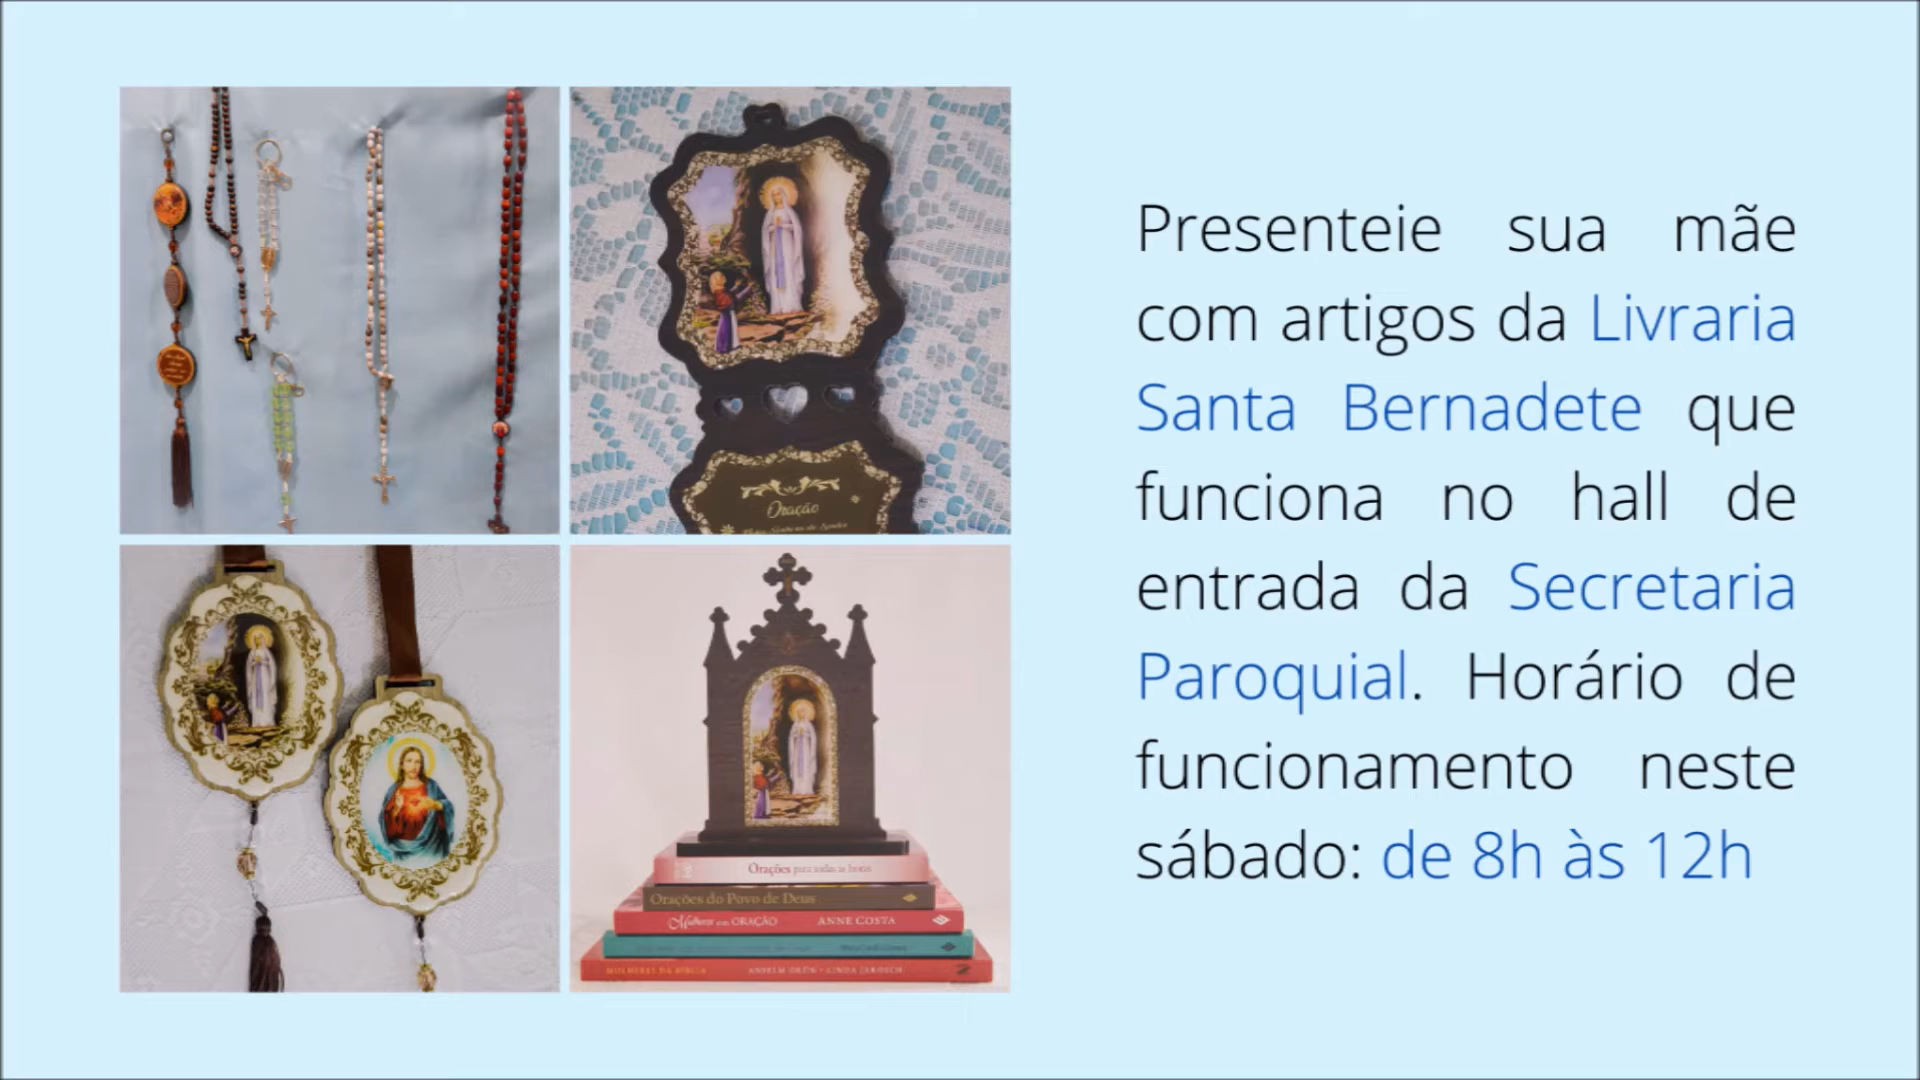 Presenteie sua mãe
com artigos da Livraria
Santa Bernadete que
funciona no hall de
entrada da Secretaria
Paroquial. Horário de
funcionamento neste
sábado: de 8h às 12h
Oração
Orações para todas as horas
Orações do Povo de Deus
Mulheres em ORAÇÃO ANNE COSTA
MULHERES DA BÍBLIA ANSELM GRÜN • LINDA JAROSCH